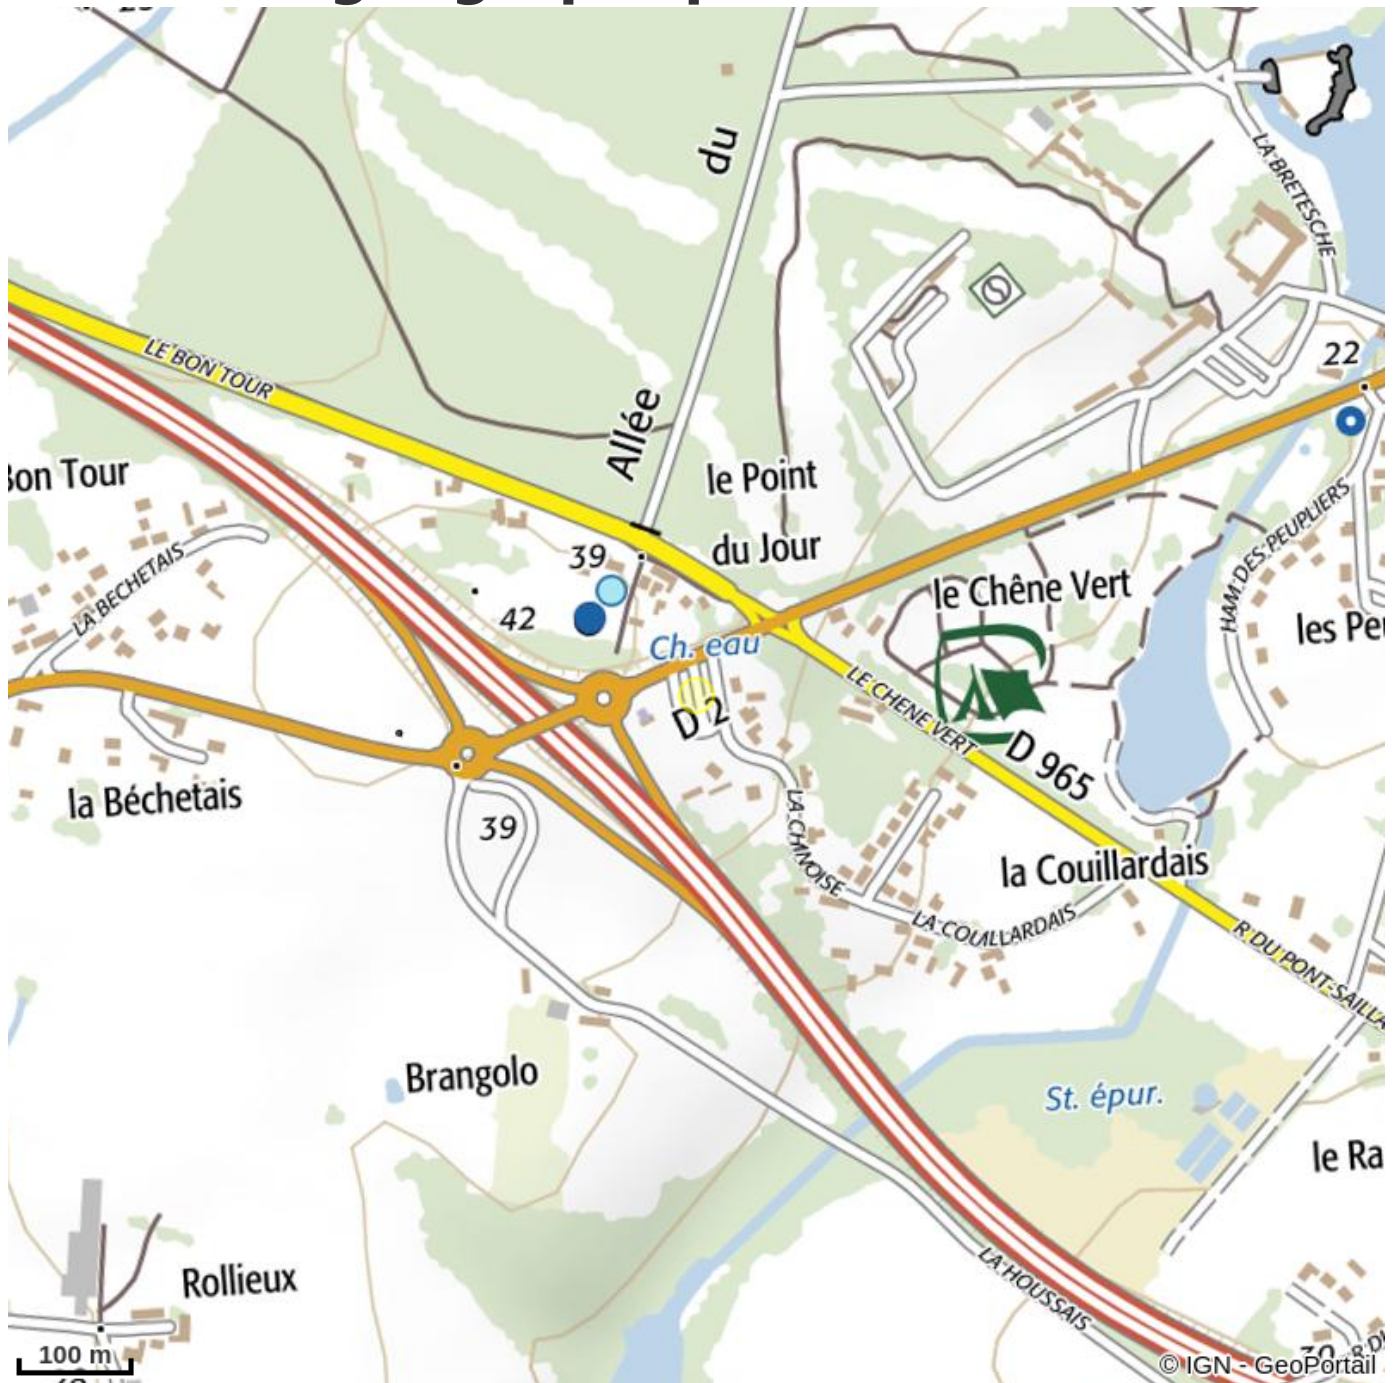 du
LA BRETESCHE
LE BON TOUR
22
Allée
Bon Tour
le Point
du Jour
39
LA BECHETAIS
HAM DES PEUPLIERS
le Chêne Vert
42
les Pe
Ch. eau
LE CHENE VERT
D 2
D 965
la Béchetais
39
LA CHINOISE
la Couillardais
LA COUILLARDAIS
R DU PONT-SAILLA
Brangolo
St. épur.
le Ra
Rollieux
LA HOUSSAIS
100 m
© IGN - GeoPortail